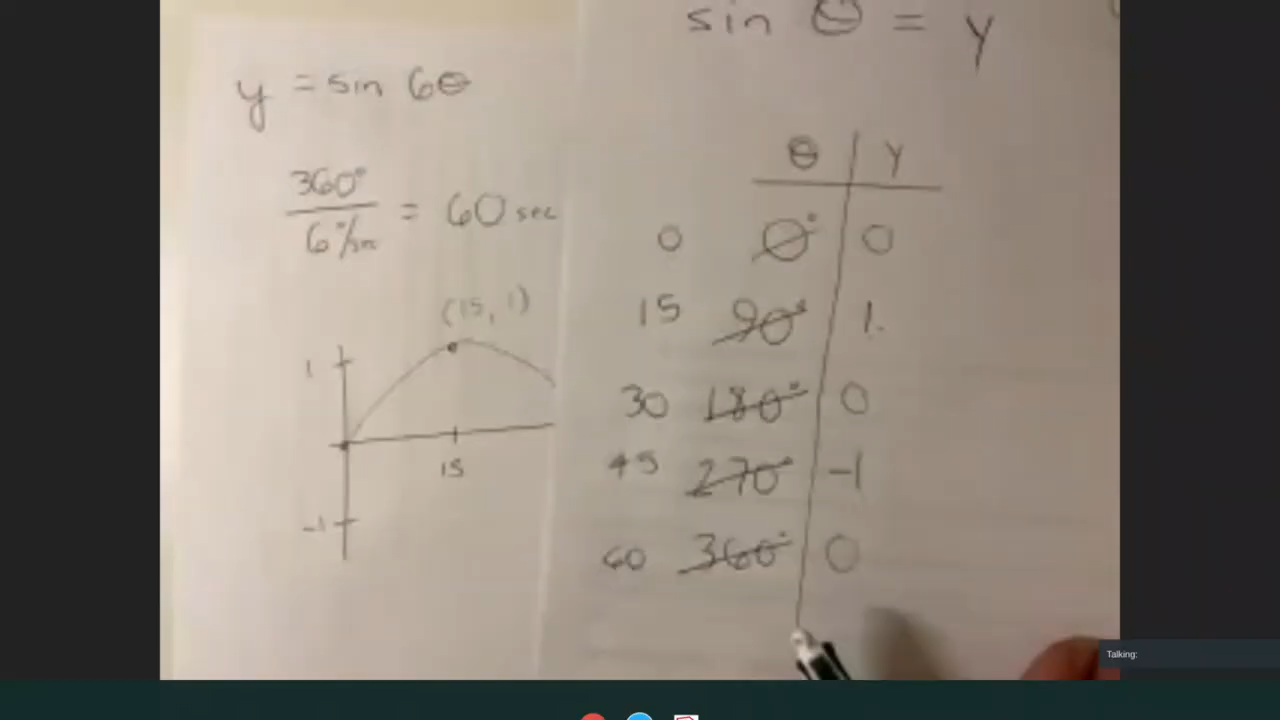 y = sin 6θ
360°
6°/sec = 60 sec
(15, 1)
1
15
-1
sin θ = y
θ y
0 0° 0
15 90° 1
30 180° 0
45 270° -1
60 360° 0
Talking: